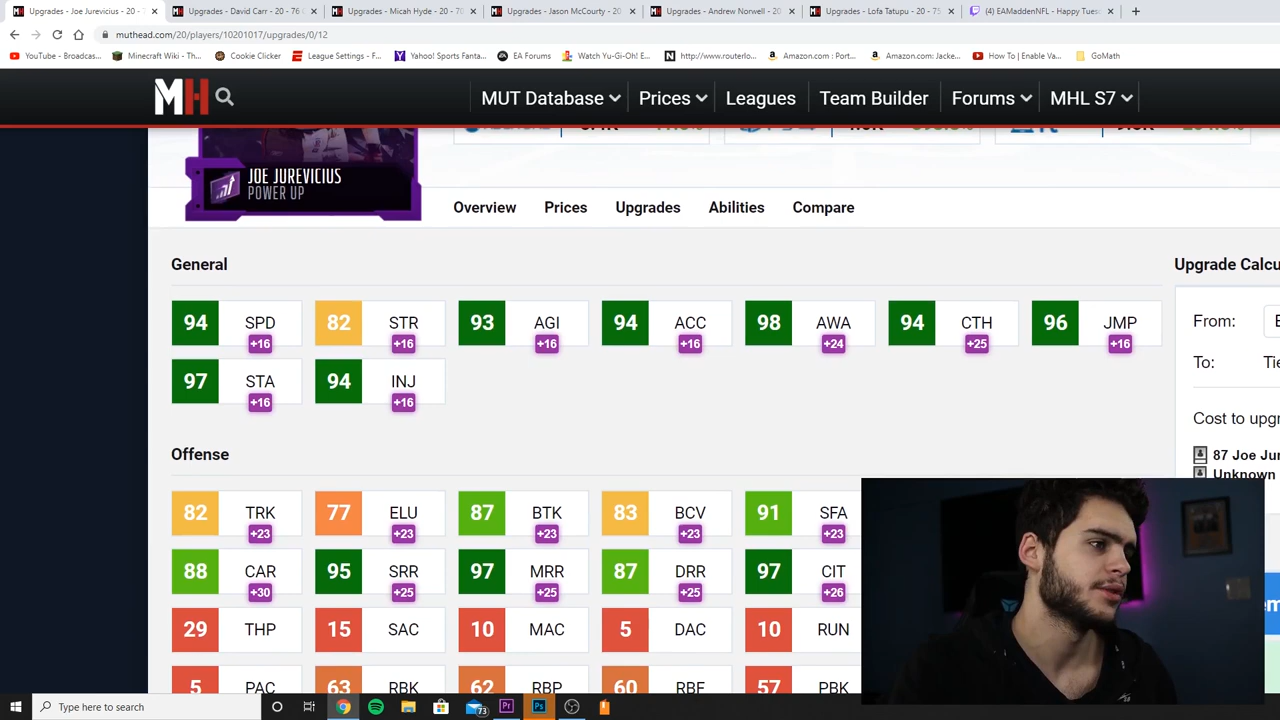 Upgrades - Joe Jurevicius - 20 - 7
Upgrades - David Carr - 20 - 76 O
Upgrades - Micah Hyde - 20 - 70
Upgrades - Jason McCourty - 20
Upgrades - Andrew Norwell - 20
Upgrades - Lofa Tatupu - 20 - 75
(4) EAMaddenNFL - Happy Tues
muthead.com/20/players/10201017/upgrades/0/12
YouTube - Broadcas...
Minecraft Wiki - Th...
Cookie Clicker
League Settings - F...
Yahoo! Sports Fanta...
EA Forums
Watch Yu-Gi-Oh! E...
http://www.routerlo...
Amazon.com : Port...
Amazon.com: Jacke...
How To | Enable Va...
GoMath
MH
MUT Database
Prices
Leagues
Team Builder
Forums
MHL S7
JOE JUREVICIUS
POWER UP
Overview
Prices
Upgrades
Abilities
Compare
General
Upgrade Calcu
94 SPD +16
82 STR +16
93 AGI +16
94 ACC +16
98 AWA +24
94 CTH +25
96 JMP +16
From:
97 STA +16
94 INJ +16
To: Tie
Cost to upg
87 Joe Jur
Unknown
Offense
82 TRK +23
77 ELU +23
87 BTK +23
83 BCV +23
91 SFA +23
88 CAR +30
95 SRR +25
97 MRR +25
87 DRR +25
97 CIT +26
29 THP
15 SAC
10 MAC
5 DAC
10 RUN
5 PAC
63 RBK
62 RBP
60 RBF
57 PBK
Type here to search
73